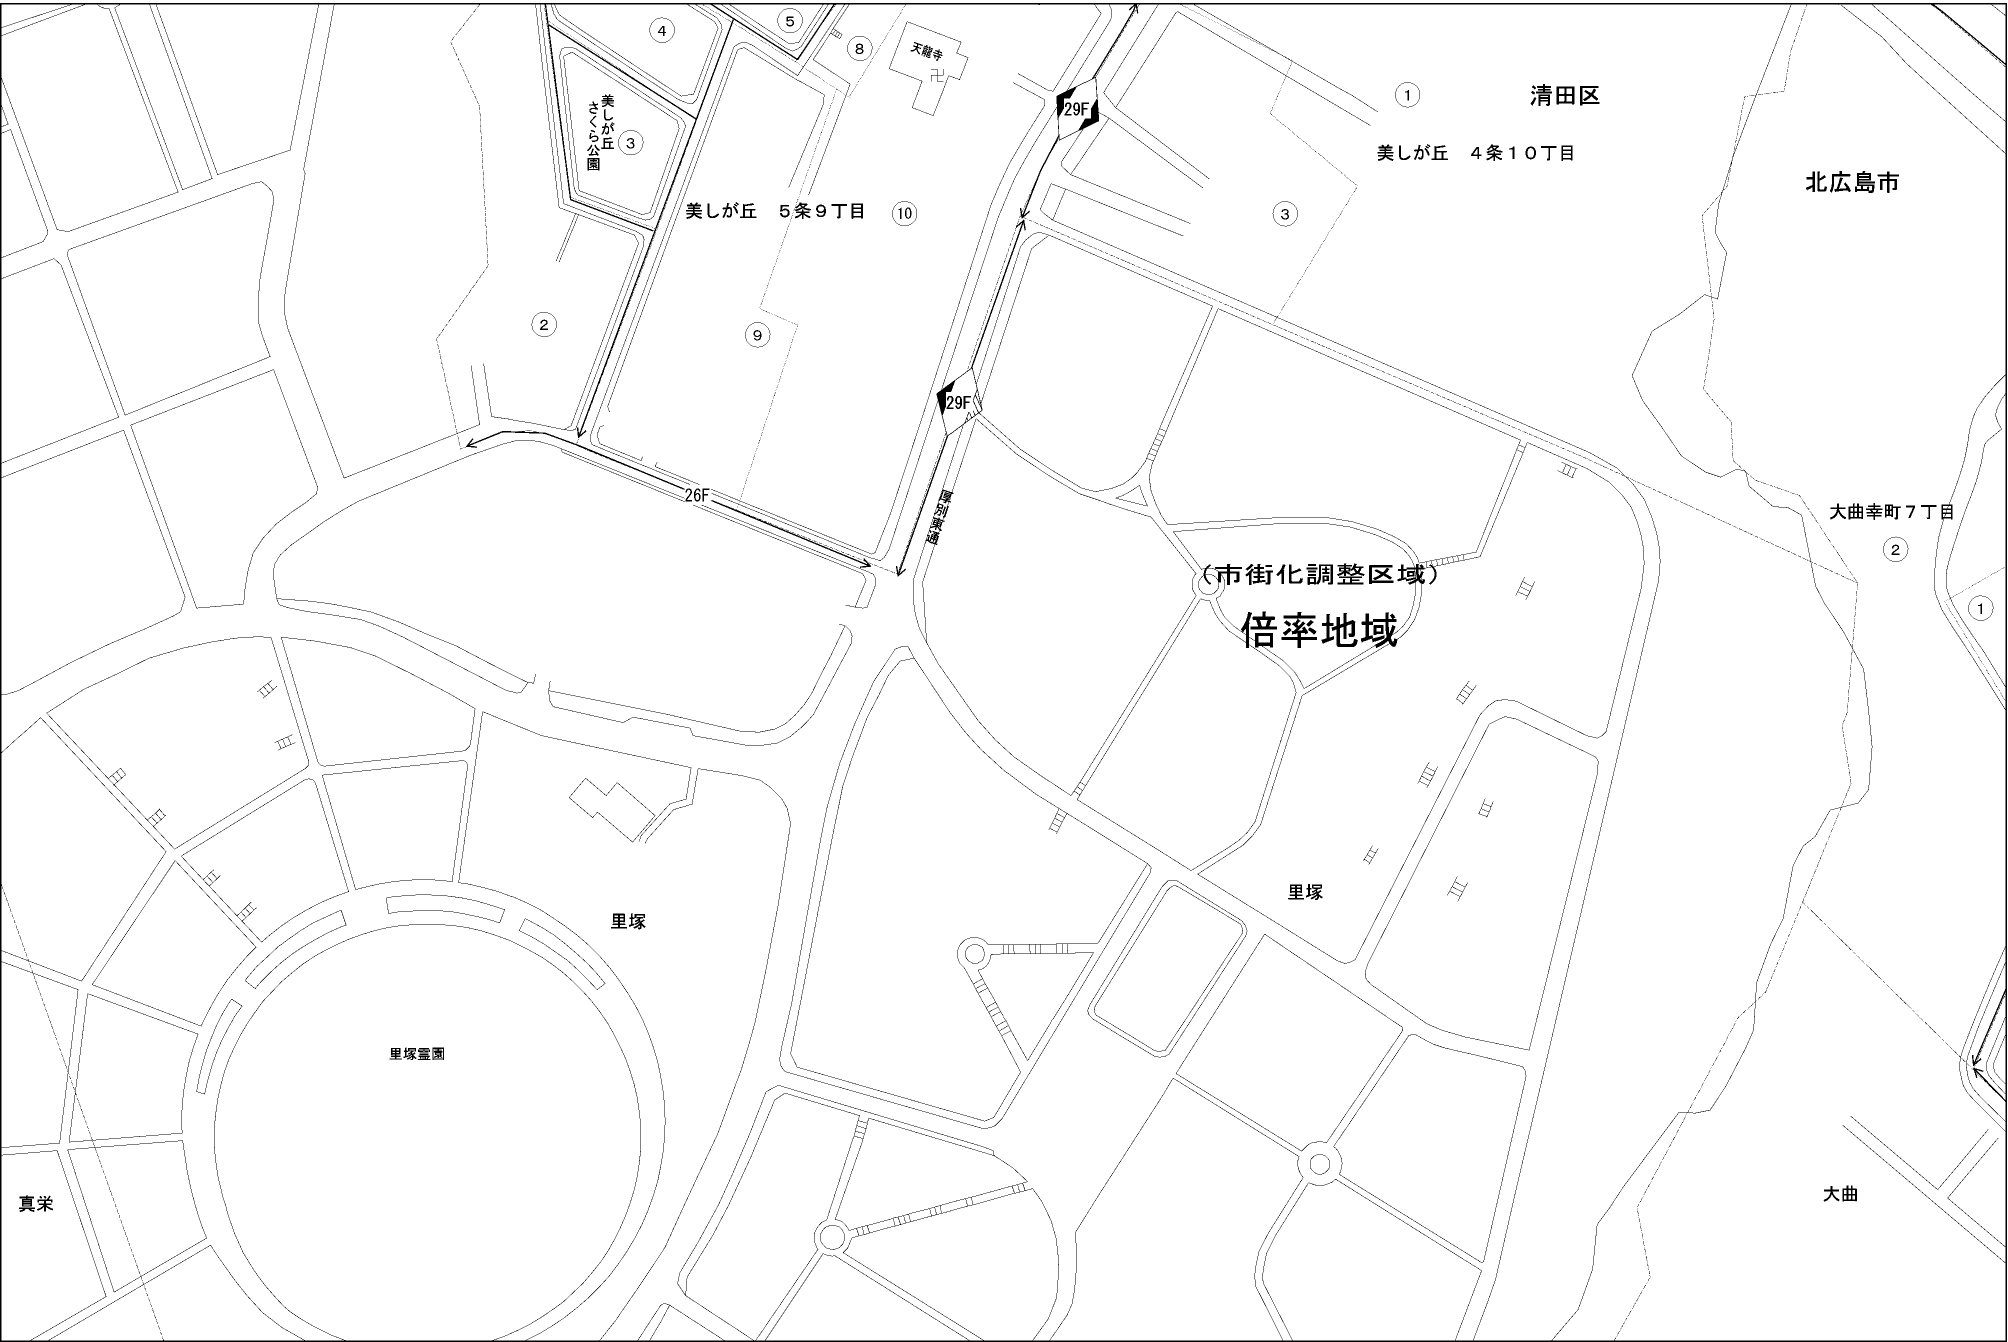 ④
⑤
⑧
天龍寺
卍
29F
①
清田区
美しが丘
さくら公園
③
美しが丘　４条１０丁目
北広島市
美しが丘　５条９丁目
⑩
③
②
⑨
29F
26F
厚別東通
大曲幸町７丁目
②
（市街化調整区域）
倍率地域
①
里塚
里塚
里塚霊園
真栄
大曲